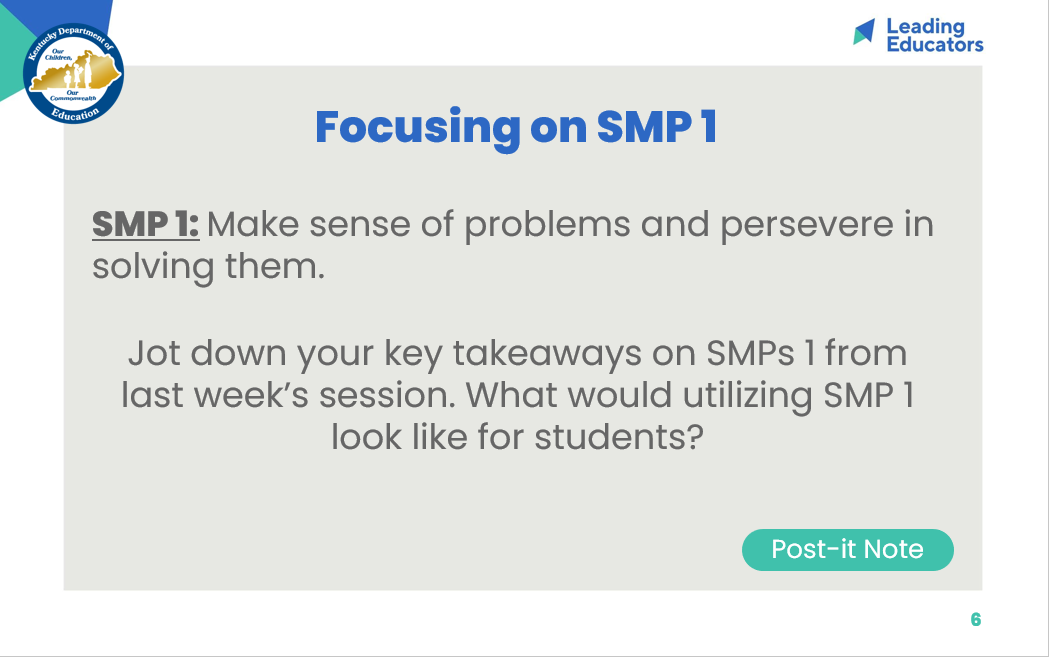 Kentucky Department of
Our
Children,
Our
Commonwealth
Education
Leading
Educators
Focusing on SMP 1
SMP 1: Make sense of problems and persevere in
solving them.
Jot down your key takeaways on SMPs 1 from
last week’s session. What would utilizing SMP 1
look like for students?
Post-it Note
6